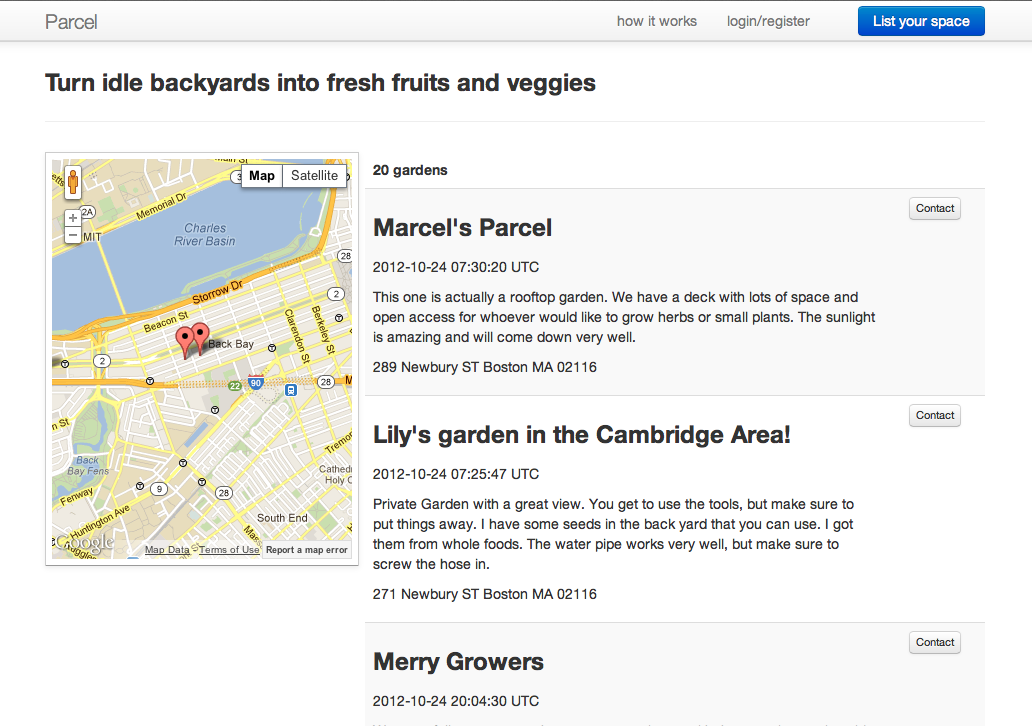 Parcel
how it works
login/register
List your space
Turn idle backyards into fresh fruits and veggies
Map
Satellite
2A
MIT
Memorial Dr
Charles
River Basin
28
2
Storrow Dr
Beacon St
Clarendon St
Berkeley St
Back Bay
2
22
90
28
Back
Bay Fens
Fenway
9
28
Huntington Ave
South End
Google
Map Data
Terms of Use
Report a map error
20 gardens
Contact
Marcel's Parcel
2012-10-24 07:30:20 UTC
This one is actually a rooftop garden. We have a deck with lots of space and
open access for whoever would like to grow herbs or small plants. The sunlight
is amazing and will come down very well.
289 Newbury ST Boston MA 02116
Contact
Lily's garden in the Cambridge Area!
2012-10-24 07:25:47 UTC
Private Garden with a great view. You get to use the tools, but make sure to
put things away. I have some seeds in the back yard that you can use. I got
them from whole foods. The water pipe works very well, but make sure to
screw the hose in.
271 Newbury ST Boston MA 02116
Contact
Merry Growers
2012-10-24 20:04:30 UTC